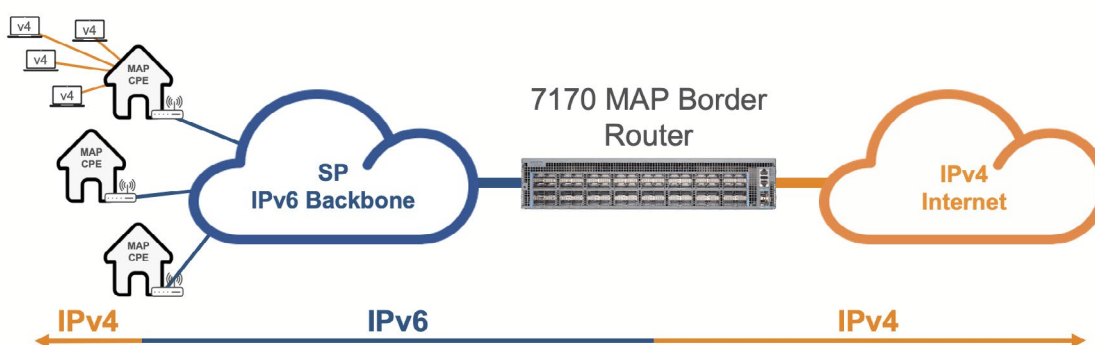 v4
v4
v4
v4
MAP
CPE
MAP
CPE
MAP
CPE
SP
IPv6 Backbone
7170 MAP Border
Router
IPv4
Internet
IPv4
IPv6
IPv4